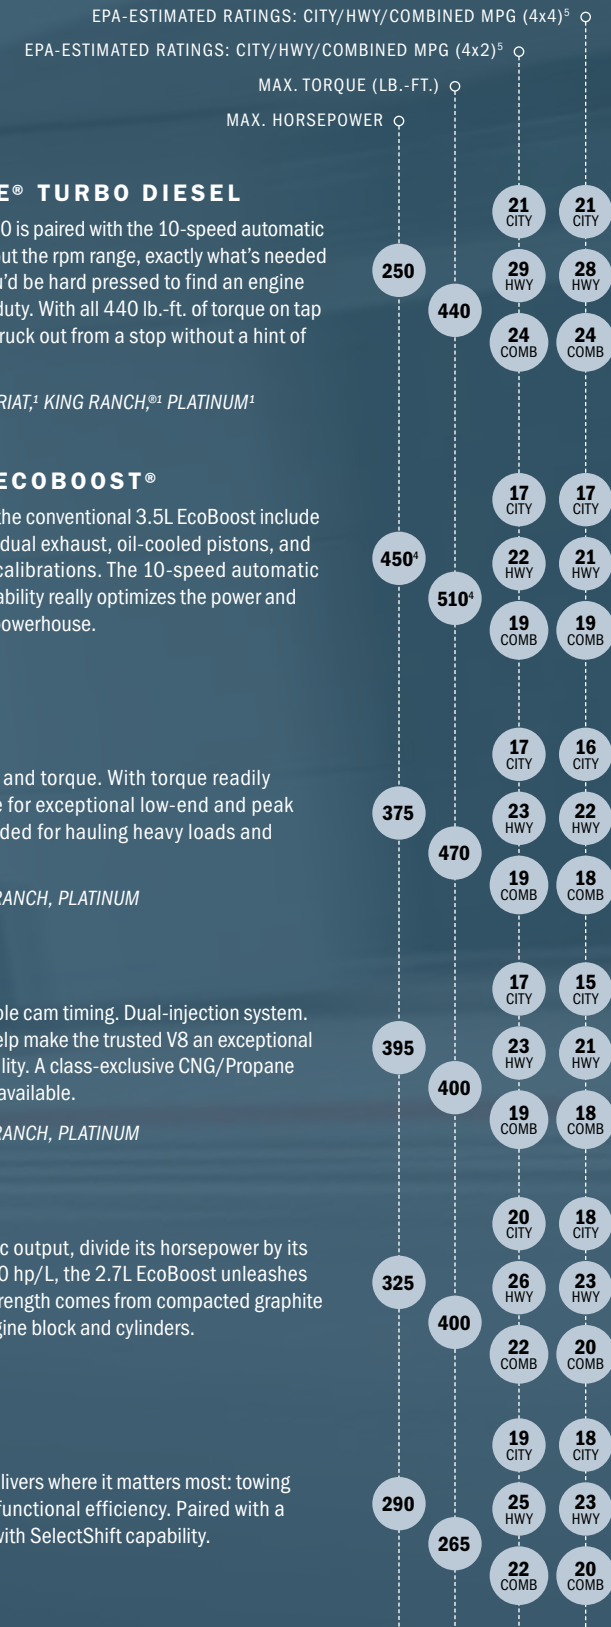 EPA-ESTIMATED RATINGS: CITY/HWY/COMBINED MPG (4x4)⁵
EPA-ESTIMATED RATINGS: CITY/HWY/COMBINED MPG (4x2)⁵
MAX. TORQUE (LB.-FT.)
MAX. HORSEPOWER
E® TURBO DIESEL
0 is paired with the 10-speed automatic
out the rpm range, exactly what's needed
u'd be hard pressed to find an engine
duty. With all 440 lb.-ft. of torque on tap
ruck out from a stop without a hint of
RIAT,¹ KING RANCH,®¹ PLATINUM¹
250
440
21 CITY 21 CITY
29 HWY 28 HWY
24 COMB 24 COMB
ECOBOOST®
the conventional 3.5L EcoBoost include
dual exhaust, oil-cooled pistons, and
calibrations. The 10-speed automatic
ability really optimizes the power and
powerhouse.
450⁴
510⁴
17 CITY 17 CITY
22 HWY 21 HWY
19 COMB 19 COMB
and torque. With torque readily
e for exceptional low-end and peak
ded for hauling heavy loads and
RANCH, PLATINUM
375
470
17 CITY 16 CITY
23 HWY 22 HWY
19 COMB 18 COMB
ble cam timing. Dual-injection system.
elp make the trusted V8 an exceptional
ility. A class-exclusive CNG/Propane
available.
RANCH, PLATINUM
395
400
17 CITY 15 CITY
23 HWY 21 HWY
19 COMB 18 COMB
c output, divide its horsepower by its
0 hp/L, the 2.7L EcoBoost unleashes
rength comes from compacted graphite
gine block and cylinders.
325
400
20 CITY 18 CITY
26 HWY 23 HWY
22 COMB 20 COMB
livers where it matters most: towing
functional efficiency. Paired with a
with SelectShift capability.
290
265
19 CITY 18 CITY
25 HWY 23 HWY
22 COMB 20 COMB